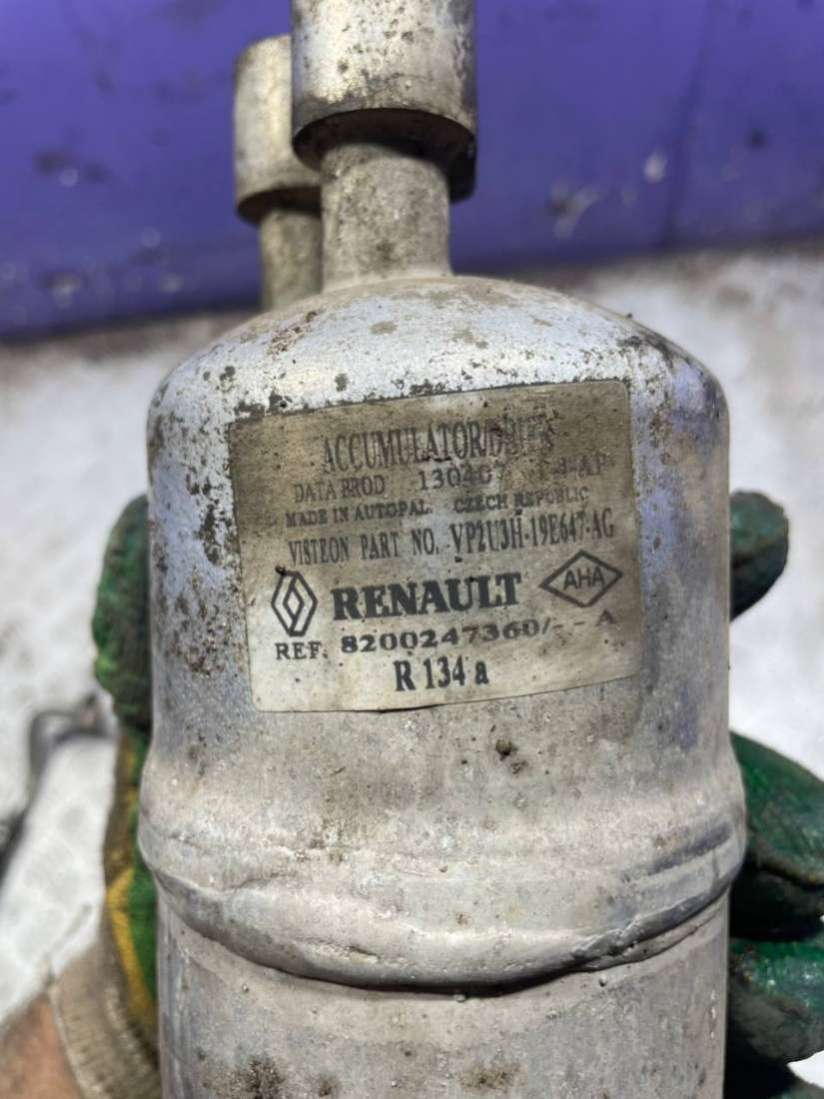 ACCUMULATOR/DRIER
DATA PROD 130407
MADE IN AUTOPAL. CZECH REPUBLIC
VISTEON PART NO. VP2U3H-19E647-AG
RENAULT AHA
REF. 8200247360/- - A
R 134 a